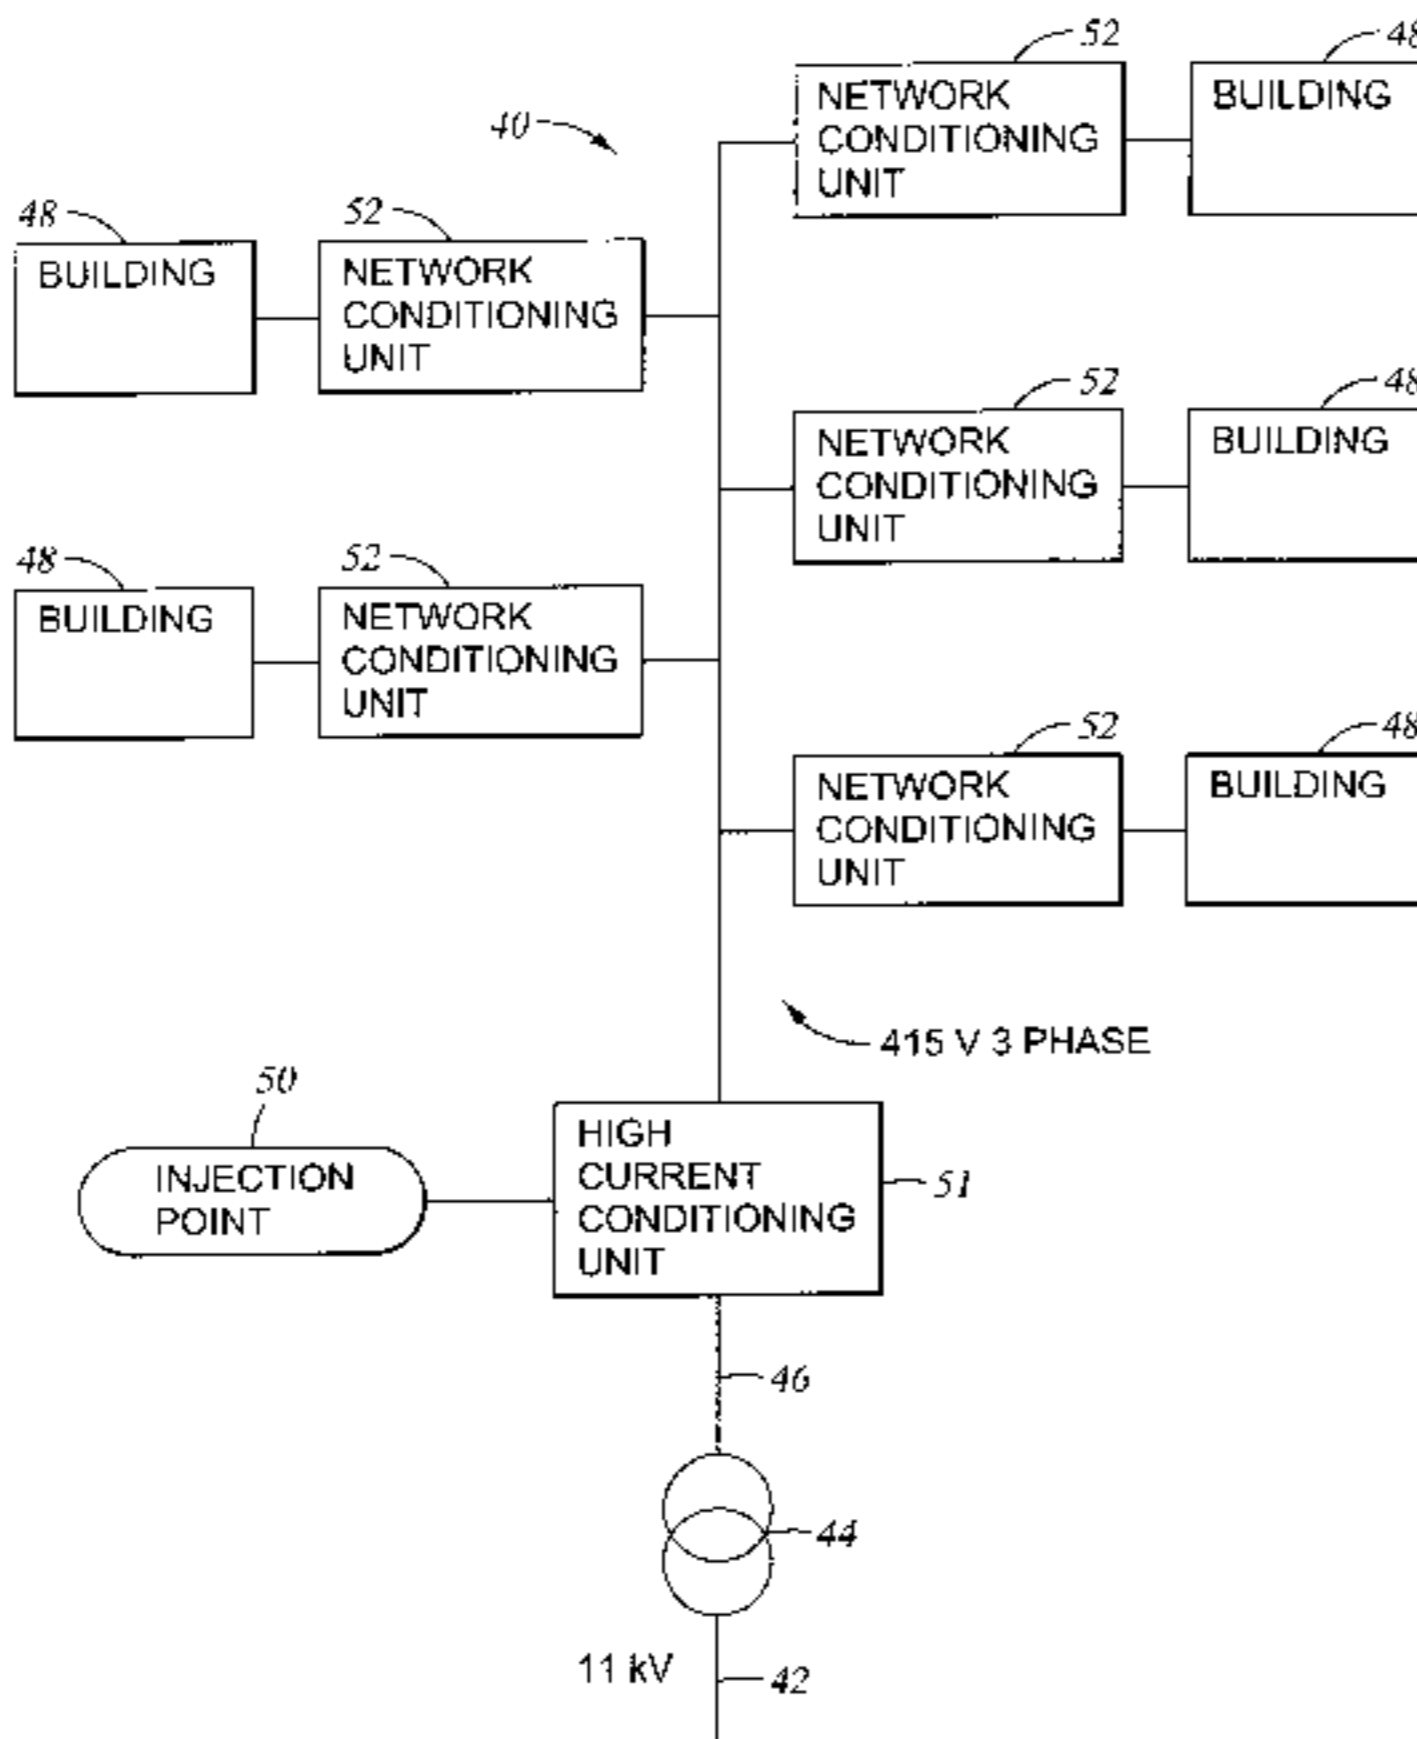 52
48
NETWORK
CONDITIONING
UNIT
BUILDING
40
48
52
BUILDING
NETWORK
CONDITIONING
UNIT
52
48
NETWORK
CONDITIONING
UNIT
BUILDING
48
52
BUILDING
NETWORK
CONDITIONING
UNIT
52
48
NETWORK
CONDITIONING
UNIT
BUILDING
415 V 3 PHASE
50
INJECTION
POINT
HIGH
CURRENT
CONDITIONING
UNIT
51
46
44
11 kV
42